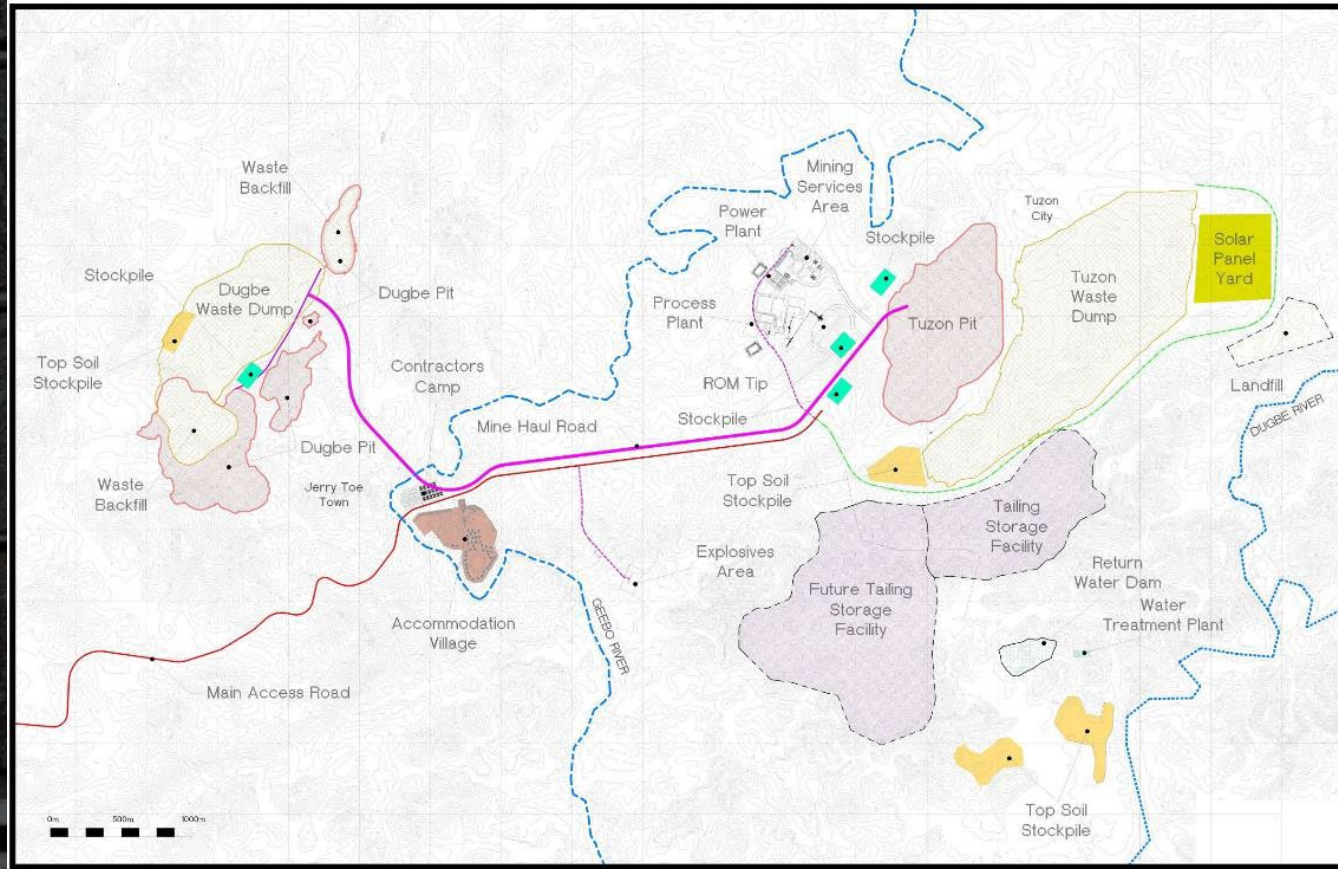 Waste
Backfill
Stockpile
Dugbe
Waste Dump
Dugbe Pit
Top Soil
Stockpile
Contractors
Camp
Dugbe Pit
Waste
Backfill
Jerry Toe
Town
Mine Haul Road
Accommodation
Village
Main Access Road
GEEBO RIVER
Explosives
Area
Mining
Services
Area
Power
Plant
Stockpile
Process
Plant
ROM Tip
Stockpile
Tuzon Pit
Tuzon
City
Tuzon
Waste
Dump
Solar
Panel
Yard
Landfill
DUGBE RIVER
Top Soil
Stockpile
Tailing
Storage
Facility
Future Tailing
Storage
Facility
Return
Water Dam
Water
Treatment Plant
Top Soil
Stockpile
0m 500m 1000m